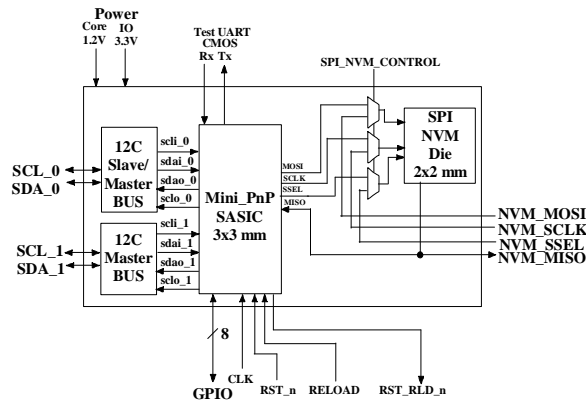 Power
Core
1.2V
IO
3.3V
Test UART
CMOS
Rx Tx
SPI_NVM_CONTROL
12C
Slave/
Master
BUS
scli_0
sdai_0
sdao_0
sclo_0
SCL_0
SDA_0
Mini_PnP
SASIC
3x3 mm
MOSI
SCLK
SSEL
MISO
SPI
NVM
Die
2x2 mm
NVM_MOSI
NVM_SCLK
NVM_SSEL
NVM_MISO
12C
Master
BUS
scli_1
sdai_1
sdao_1
sclo_1
SCL_1
SDA_1
8
GPIO
CLK
RST_n
RELOAD
RST_RLD_n